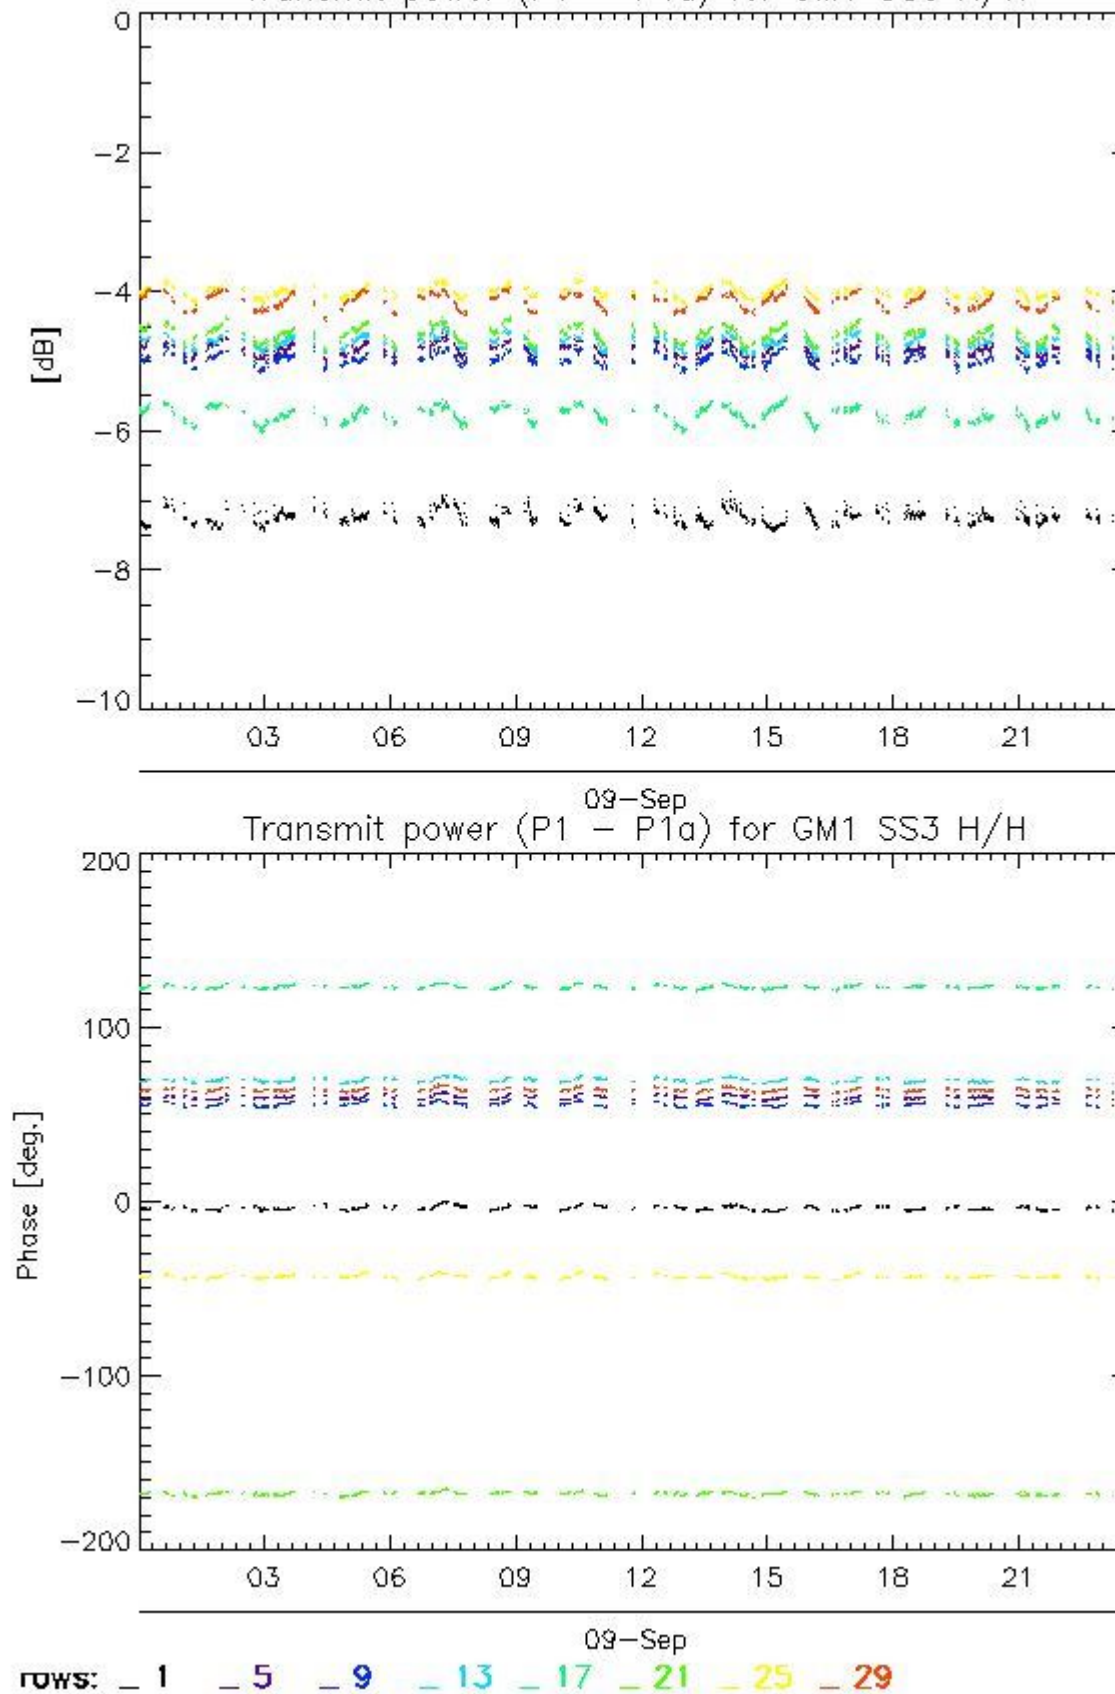 0
−2
−4
[dB]
−6
−8
−10
03 06 09 12 15 18 21
09−Sep
Transmit power (P1 − P1a) for GM1 SS3 H/H
200
100
Phase [deg.]
0
−100
−200
03 06 09 12 15 18 21
09−Sep
rows: _ 1 _ 5 _ 9 _ 13 _ 17 _ 21 _ 25 _ 29